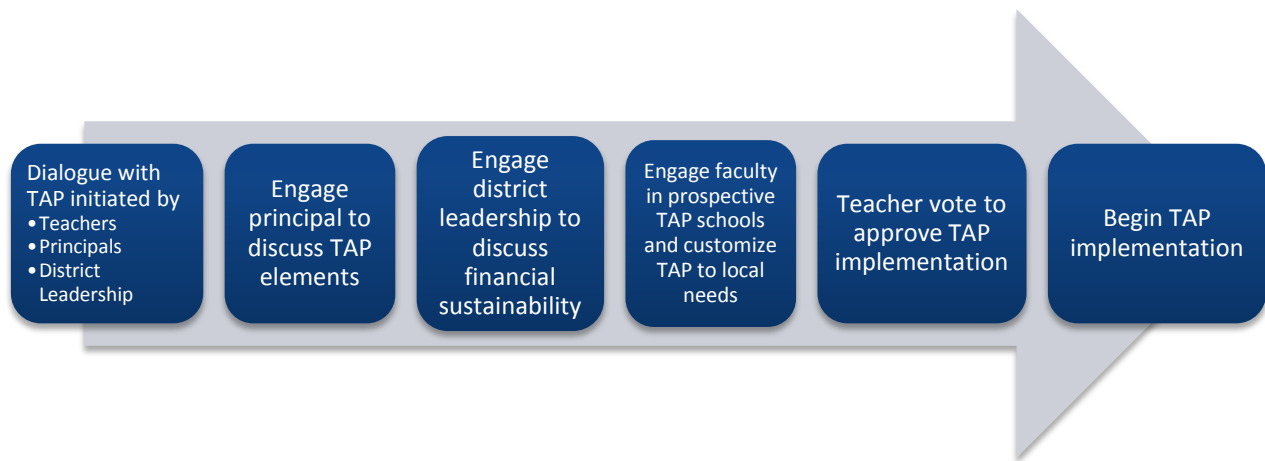 Dialogue with
TAP initiated by
•Teachers
•Principals
•District
Leadership
Engage
principal to
discuss TAP
elements
Engage
district
leadership to
discuss
financial
sustainability
Engage faculty
in prospective
TAP schools
and customize
TAP to local
needs
Teacher vote to
approve TAP
implementation
Begin TAP
implementation